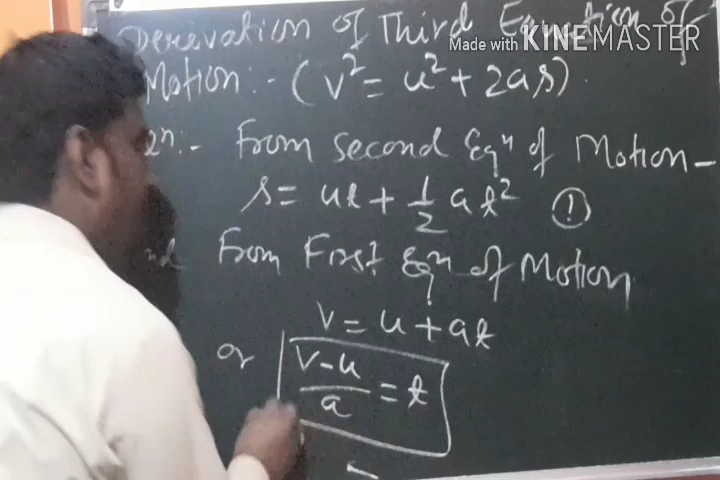 Derevation of Third Equation of
Made with KINEMASTER
Motion:- (v² = u² + 2as)
From second Eqⁿ of Motion-
s = ut + 1/2 at² ①
From First Eqⁿ of Motion
v = u + at
or v-u/a = t